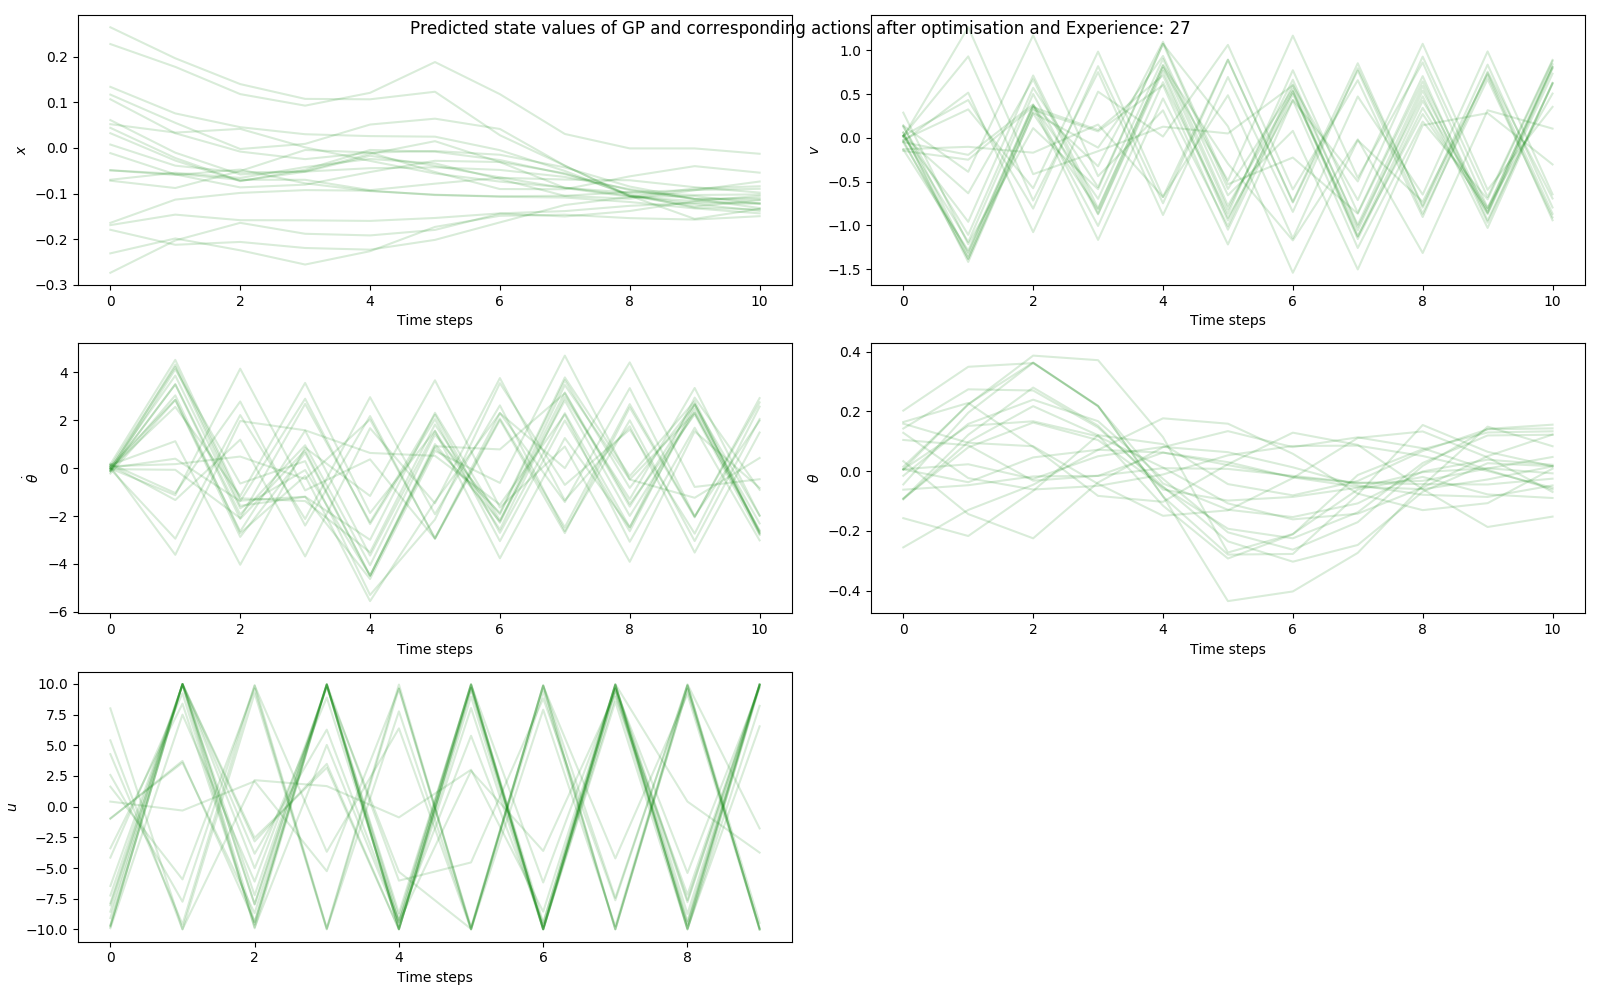 Predicted state values of GP and corresponding actions after optimisation and Experience: 27
0.2
0.1
0.0
−0.1
−0.2
−0.3
x
0 2 4 6 8 10
Time steps
1.0
0.5
0.0
−0.5
−1.0
−1.5
v
0 2 4 6 8 10
Time steps
4
2
0
−2
−4
−6
θ̇
0 2 4 6 8 10
Time steps
0.4
0.2
0.0
−0.2
−0.4
θ
0 2 4 6 8 10
Time steps
10.0
7.5
5.0
2.5
0.0
−2.5
−5.0
−7.5
−10.0
u
0 2 4 6 8
Time steps